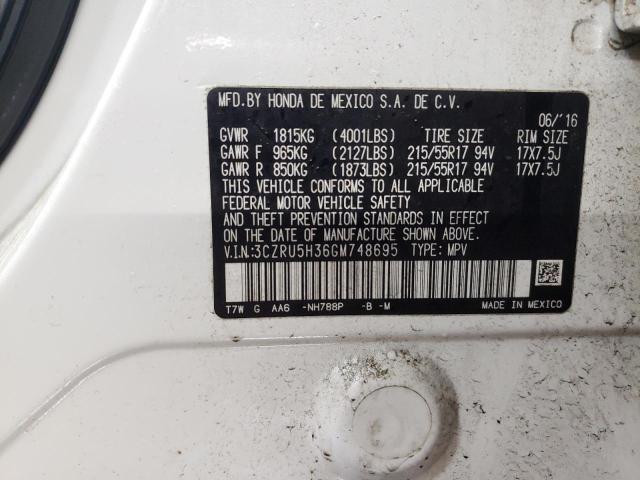 MFD.BY HONDA DE MEXICO S.A. DE C.V.
06/'16
GVWR 1815KG (4001LBS) TIRE SIZE RIM SIZE
GAWR F 965KG (2127LBS) 215/55R17 94V 17X7.5J
GAWR R 850KG (1873LBS) 215/55R17 94V 17X7.5J
THIS VEHICLE CONFORMS TO ALL APPLICABLE
FEDERAL MOTOR VEHICLE SAFETY
AND THEFT PREVENTION STANDARDS IN EFFECT
ON THE DATE OF MANUFACTURE SHOWN ABOVE.
V.I.N.:3CZRU5H36GM748695 TYPE: MPV
T7W G AA6 -NH788P -B -M MADE IN MEXICO